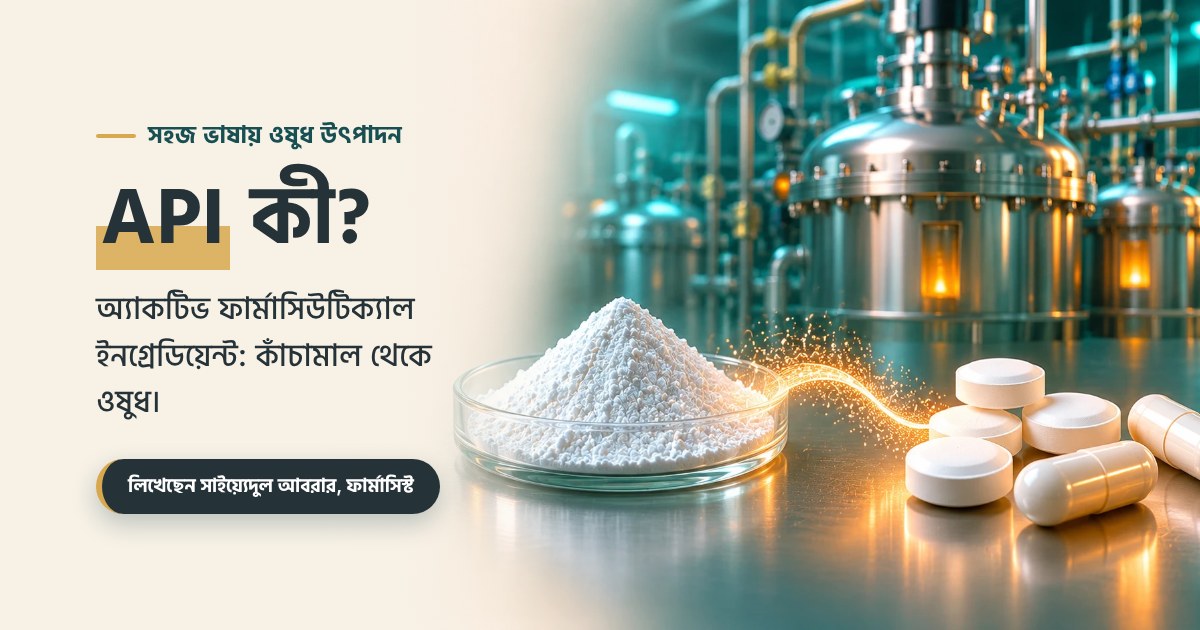 সহজ ভাষায় ওষুধ উৎপাদন
API কী?
অ্যাকটিভ ফার্মাসিউটিক্যাল
ইনগ্রেডিয়েন্ট: কাঁচামাল থেকে
ওষুধ।
লিখেছেন সাইয়্যেদুল আবরার, ফার্মাসিস্ট